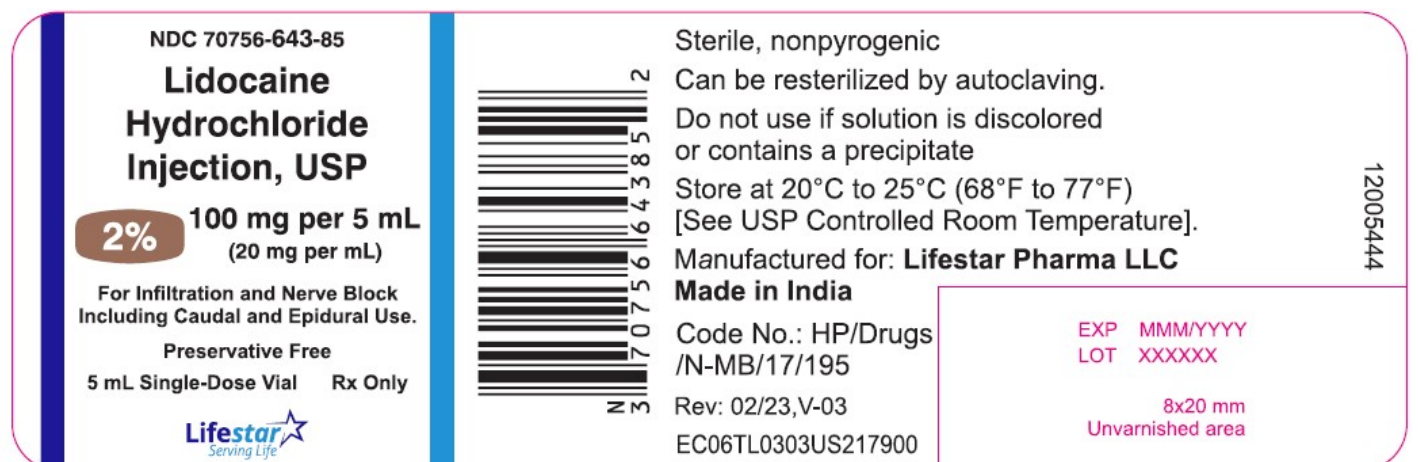 NDC 70756-643-85
Lidocaine
Hydrochloride
Injection, USP
2%
100 mg per 5 mL
(20 mg per mL)
For Infiltration and Nerve Block
Including Caudal and Epidural Use.
Preservative Free
5 mL Single-Dose Vial Rx Only
Lifestar
Serving Life
N 3 70756 64385 2
Sterile, nonpyrogenic
Can be resterilized by autoclaving.
Do not use if solution is discolored
or contains a precipitate
Store at 20°C to 25°C (68°F to 77°F)
[See USP Controlled Room Temperature].
Manufactured for: Lifestar Pharma LLC
Made in India
Code No.: HP/Drugs
/N-MB/17/195
Rev: 02/23,V-03
EC06TL0303US217900
EXP MMM/YYYY
LOT XXXXXX
8x20 mm
Unvarnished area
12005444